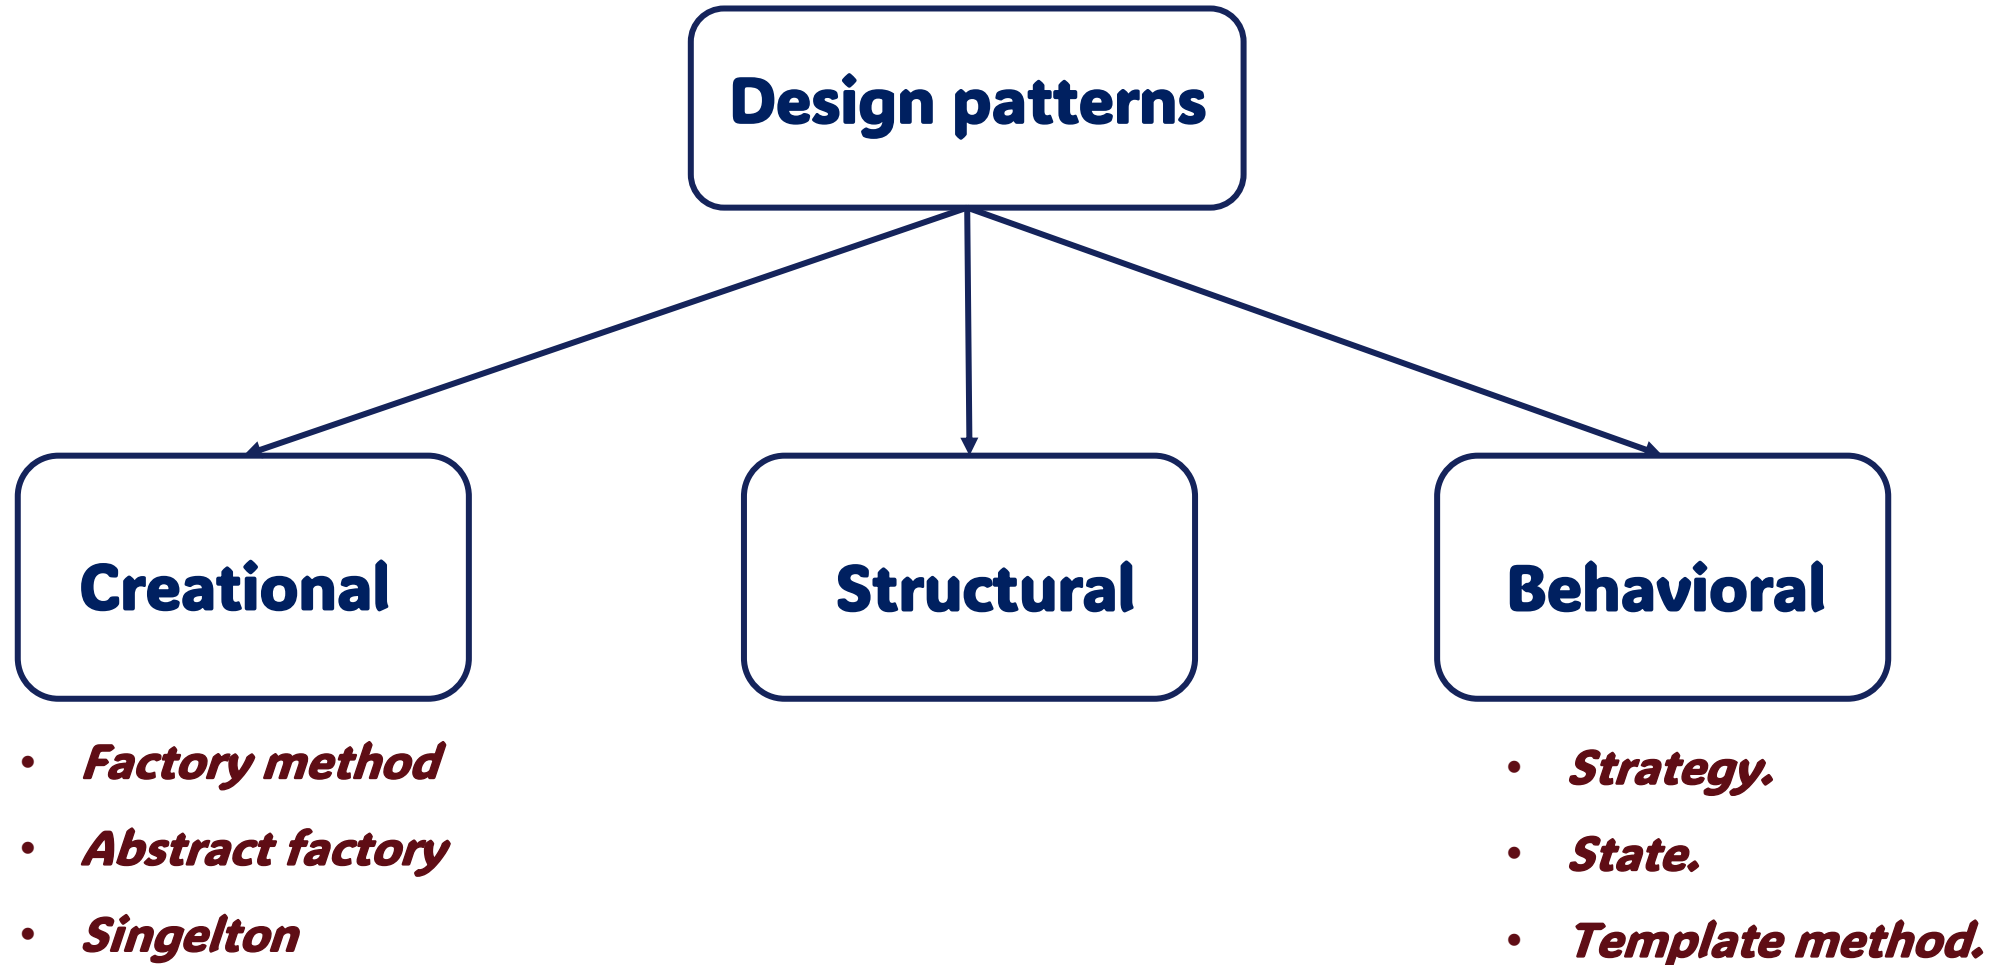 Design patterns
Creational
Structural
Behavioral
• Factory method
• Abstract factory
• Singelton
• Strategy.
• State.
• Template method.